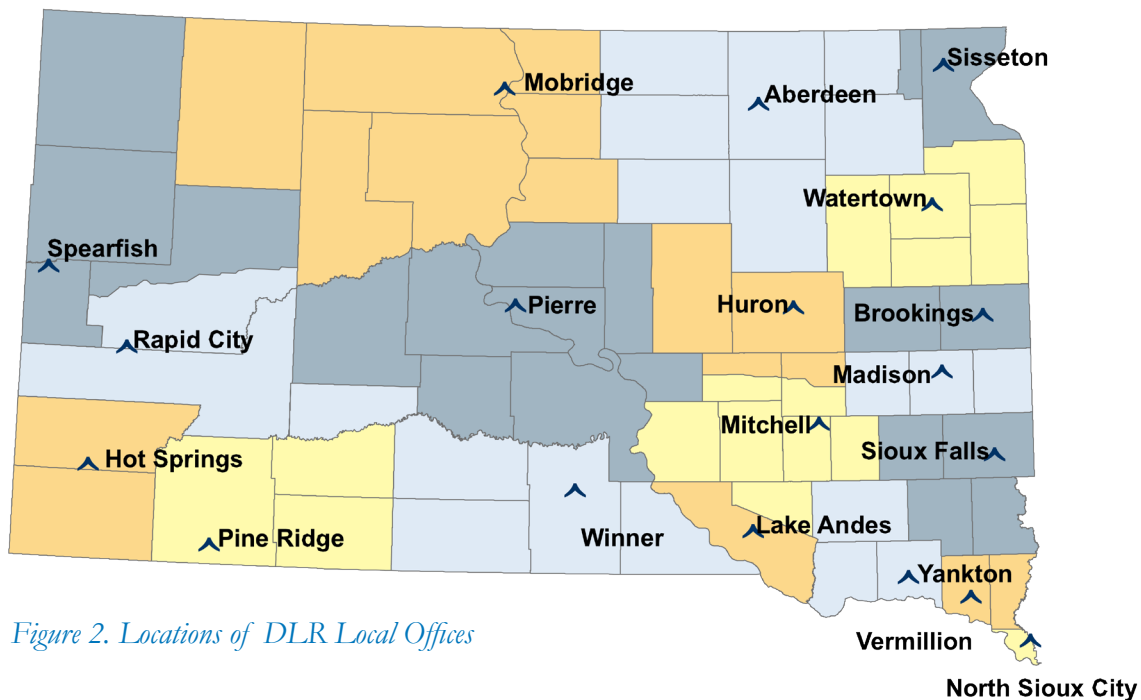 Sisseton
Mobridge
Aberdeen
Watertown
Spearfish
Pierre
Huron
Brookings
Rapid City
Madison
Mitchell
Sioux Falls
Hot Springs
Lake Andes
Pine Ridge
Winner
Yankton
Figure 2. Locations of DLR Local Offices
Vermillion
North Sioux City